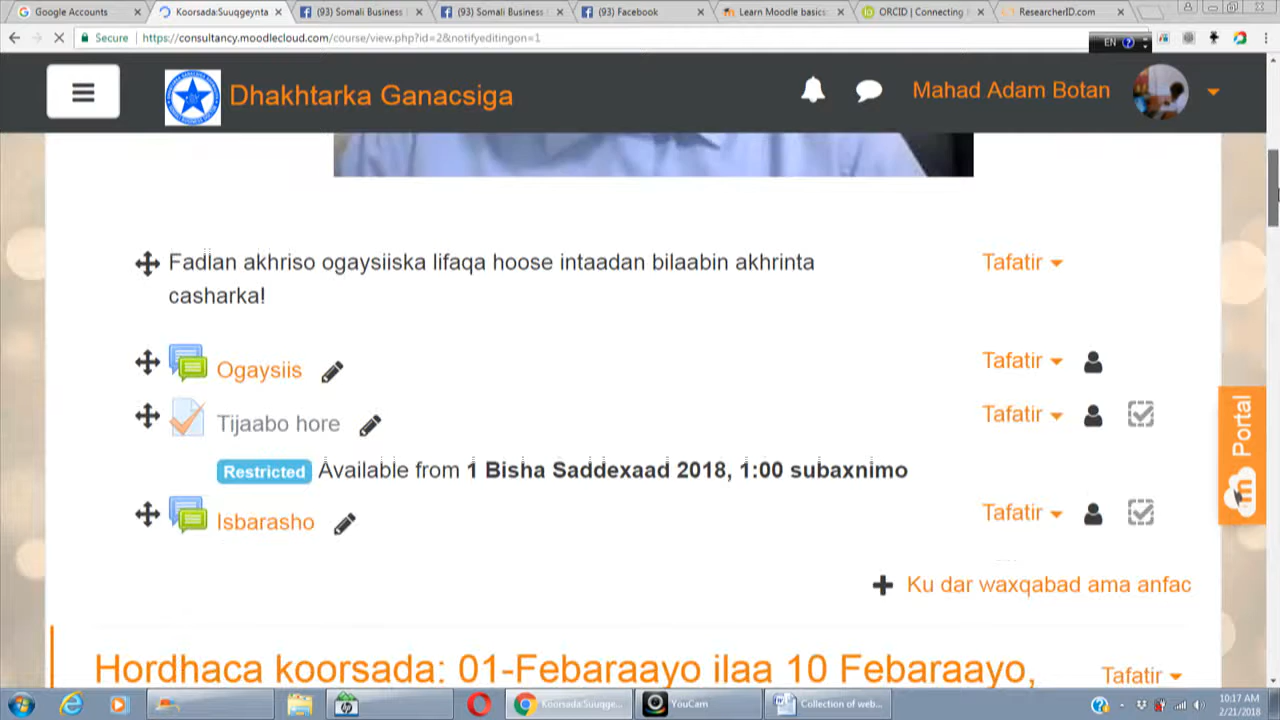 Google Accounts
Koorsada:Suuqgeynta
(93) Somali Business
(93) Somali Business
(93) Facebook
Learn Moodle basics:
ORCID | Connecting
ResearcherID.com
Secure
https://consultancy.moodlecloud.com/course/view.php?id=2&notifyeditingon=1
EN
Dhakhtarka Ganacsiga
Mahad Adam Botan
Fadlan akhriso ogaysiiska lifaqa hoose intaadan bilaabin akhrinta
casharka!
Tafatir
Ogaysiis
Tafatir
Tijaabo hore
Tafatir
Restricted Available from 1 Bisha Saddexaad 2018, 1:00 subaxnimo
Isbarasho
Tafatir
Portal
Ku dar waxqabad ama anfac
Hordhaca koorsada: 01-Febaraayo ilaa 10 Febaraayo,
Tafatir
Koorsada:Suuqge...
YouCam
Collection of web...
10:17 AM
2/21/2018